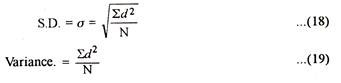 S.D. = σ = √(Σd²/N) ...(18)
Variance. = Σd²/N ...(19)